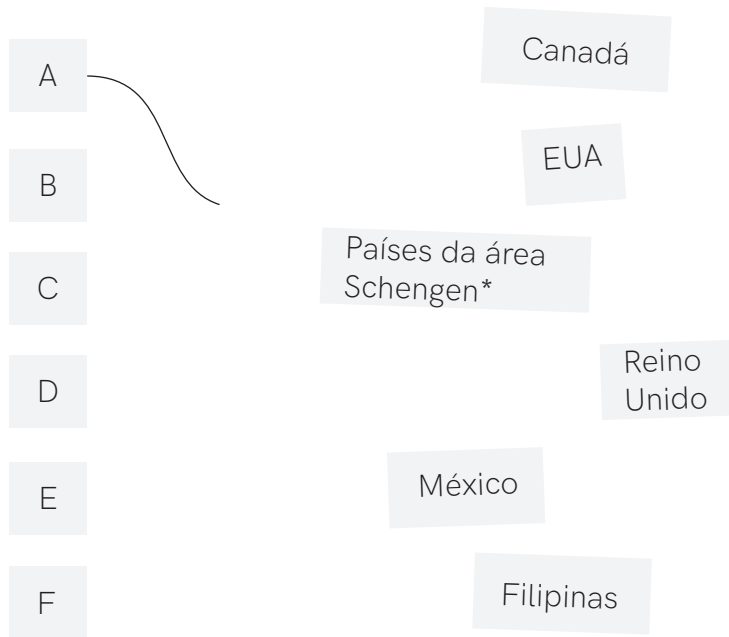 A
B
C
D
E
F
Canadá
EUA
Países da área
Schengen*
Reino
Unido
México
Filipinas